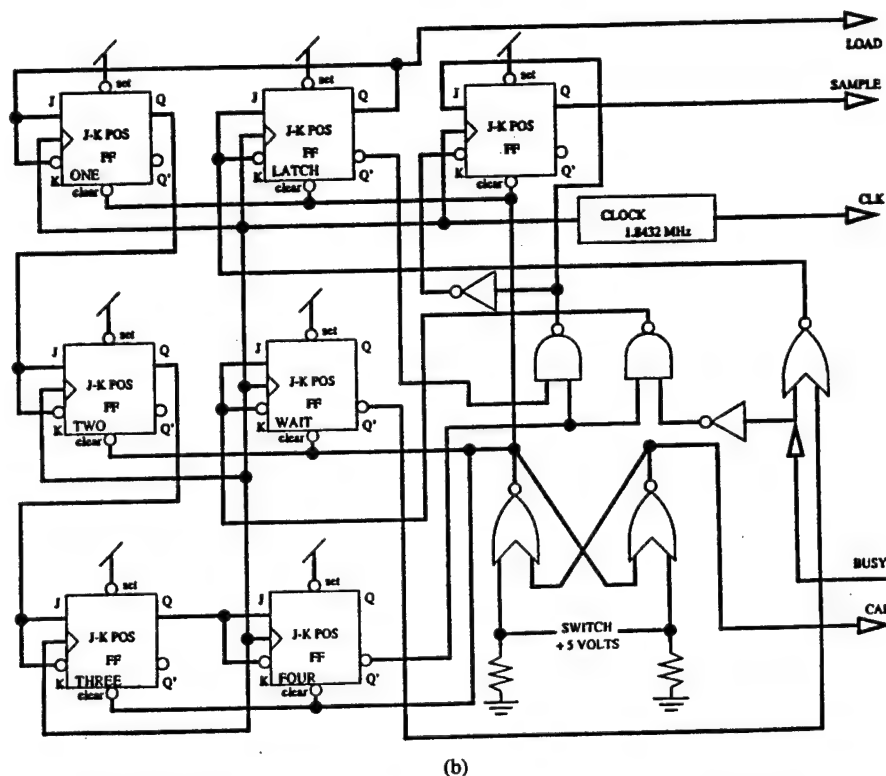 LOAD
set
J
Q
J-K POS
FF
K
ONE
Q'
clear
set
J
Q
J-K POS
FF
K
LATCH
Q'
clear
set
J
Q
J-K POS
FF
K
Q'
clear
SAMPLE
CLK
CLOCK
1.8432 MHz
set
J
Q
J-K POS
FF
K
TWO
Q'
clear
set
J
Q
J-K POS
FF
K
WAIT
Q'
clear
BUSY
CAL
set
J
Q
J-K POS
FF
K
THREE
Q'
clear
set
J
Q
J-K POS
FF
K
FOUR
Q'
clear
SWITCH
+ 5 VOLTS
(b)